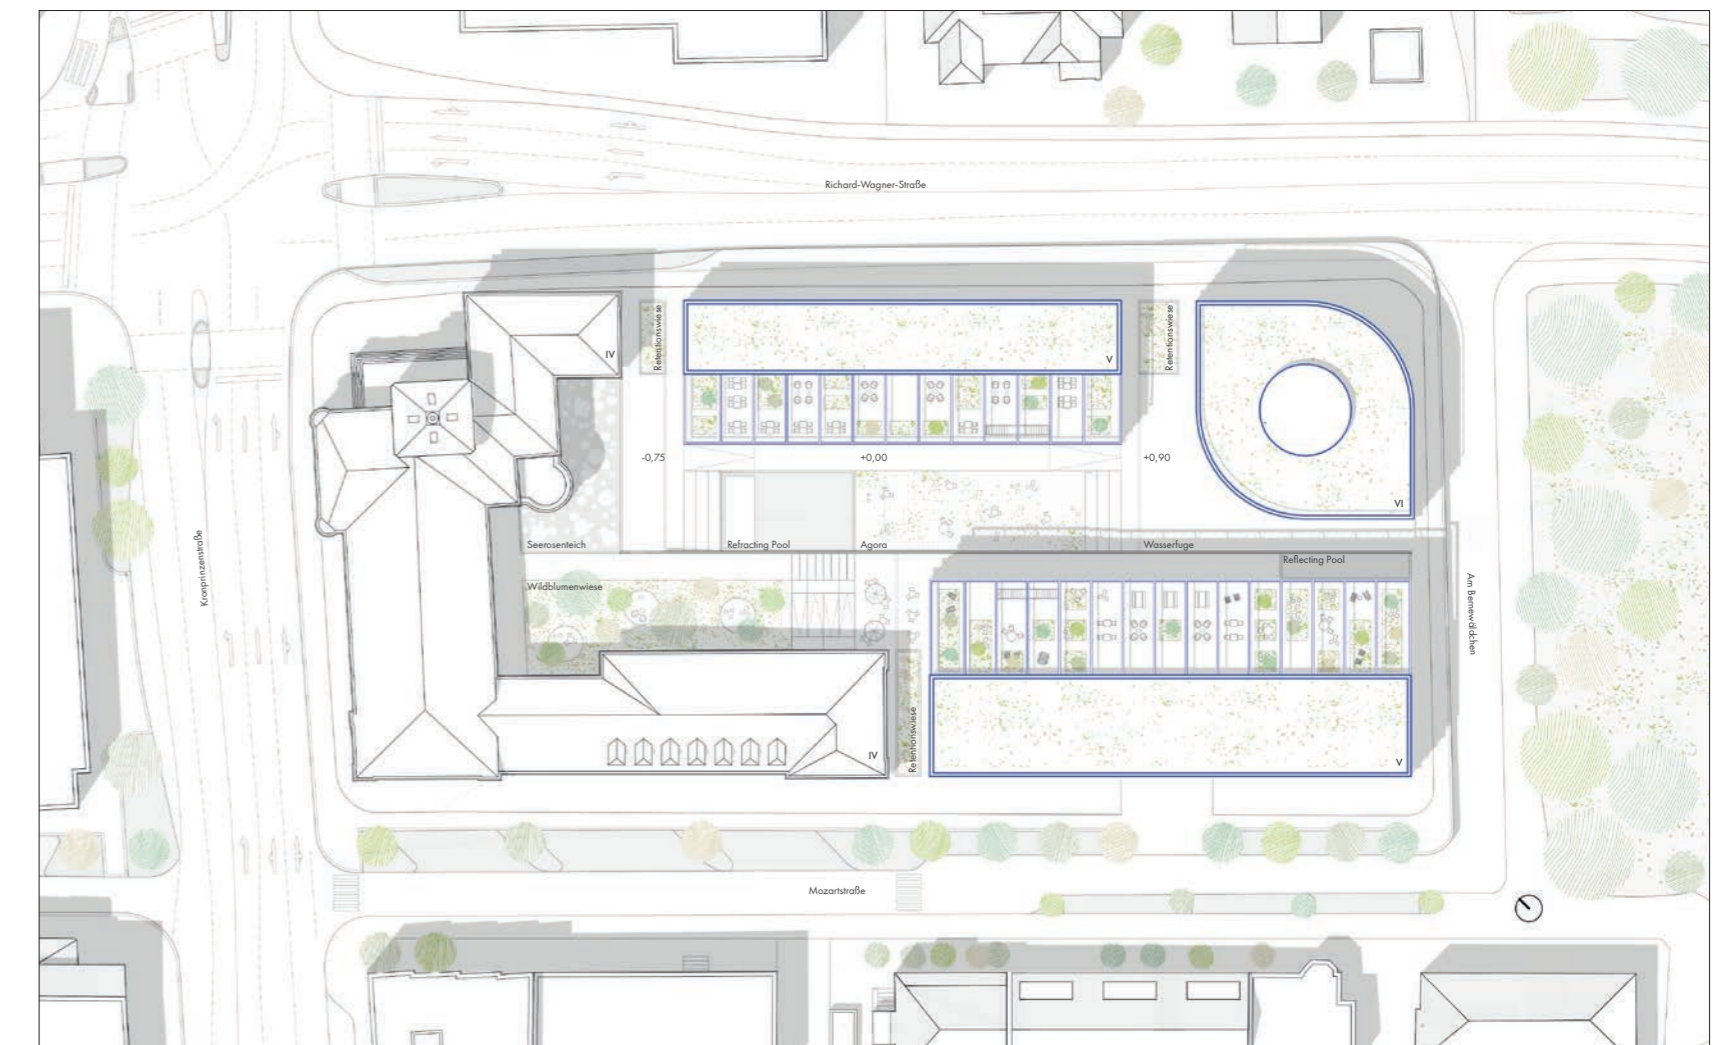 Richard-Wagner-Straße
Retentionswiese
Retentionswiese
IV
V
-0,75
+0,00
+0,90
VI
Kronprinzenstraße
Seerosenteich
Refracting Pool
Agora
Wasserfuge
Reflecting Pool
Wildblumenwiese
Am Bernewäldchen
Retentionswiese
IV
V
Mozartstraße